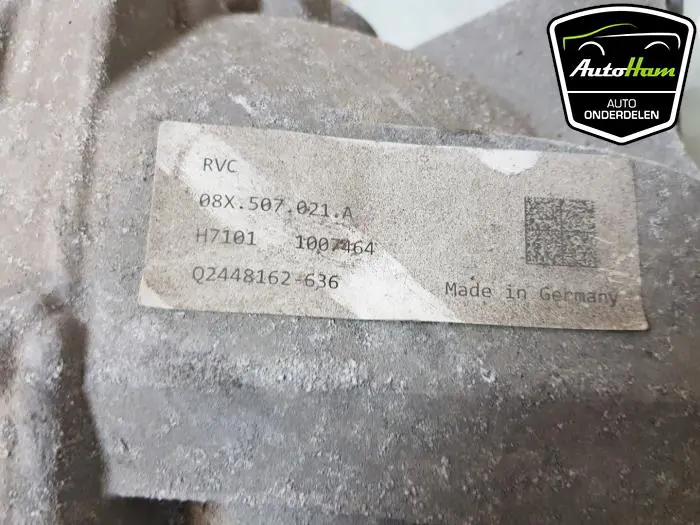 AutoHam
AUTO
ONDERDELEN
RVC
08X.507.021.A
H7101 1007464
Q2448162-636
Made in Germany